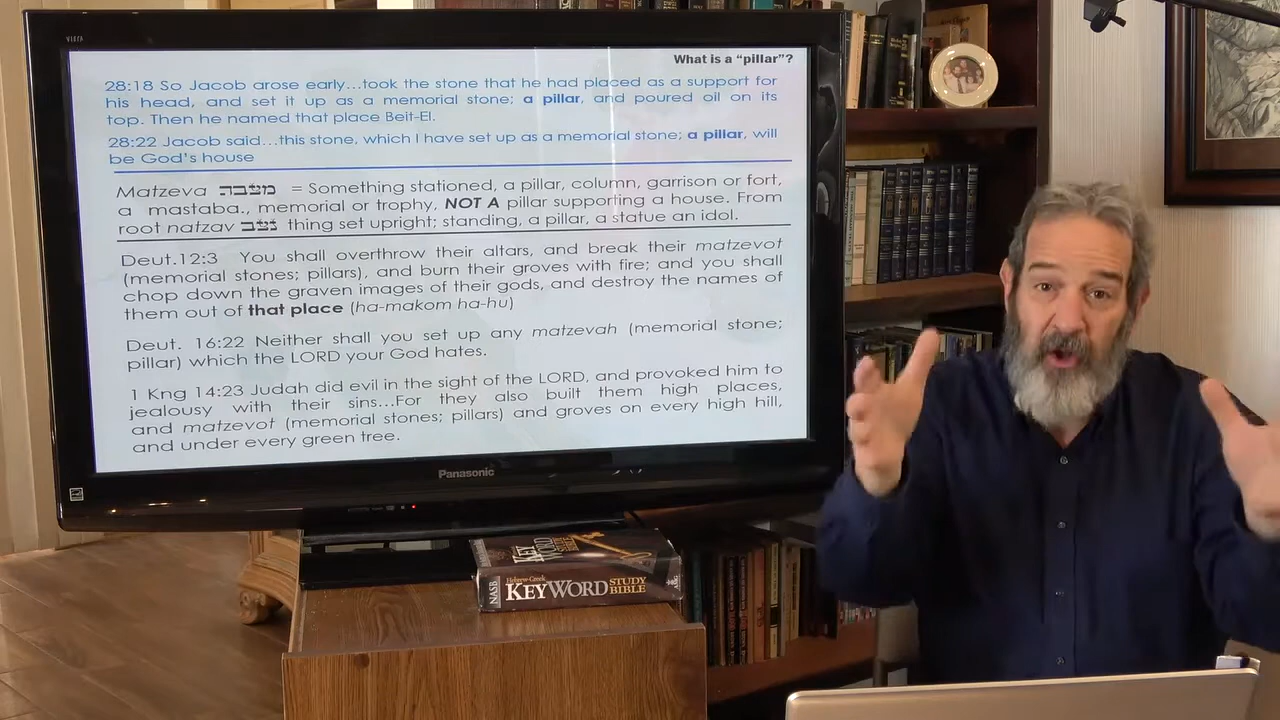 VIERA
What is a “pillar”?
28:18 So Jacob arose early…took the stone that he had placed as a support for
his head, and set it up as a memorial stone; a pillar, and poured oil on its
top. Then he named that place Beit-El.
28:22 Jacob said…this stone, which I have set up as a memorial stone; a pillar, will
be God’s house
Matzeva מצבה = Something stationed, a pillar, column, garrison or fort,
a mastaba., memorial or trophy, NOT A pillar supporting a house. From
root natzav נצב thing set upright; standing, a pillar, a statue an idol.
Deut.12:3 You shall overthrow their altars, and break their matzevot
(memorial stones; pillars), and burn their groves with fire; and you shall
chop down the graven images of their gods, and destroy the names of
them out of that place (ha-makom ha-hu)
Deut. 16:22 Neither shall you set up any matzevah (memorial stone;
pillar) which the LORD your God hates.
1 Kng 14:23 Judah did evil in the sight of the LORD, and provoked him to
jealousy with their sins...For they also built them high places,
and matzevot (memorial stones; pillars) and groves on every high hill,
and under every green tree.
Panasonic
KEY WORD
NASB Hebrew-Greek KEY WORD STUDY BIBLE AMG